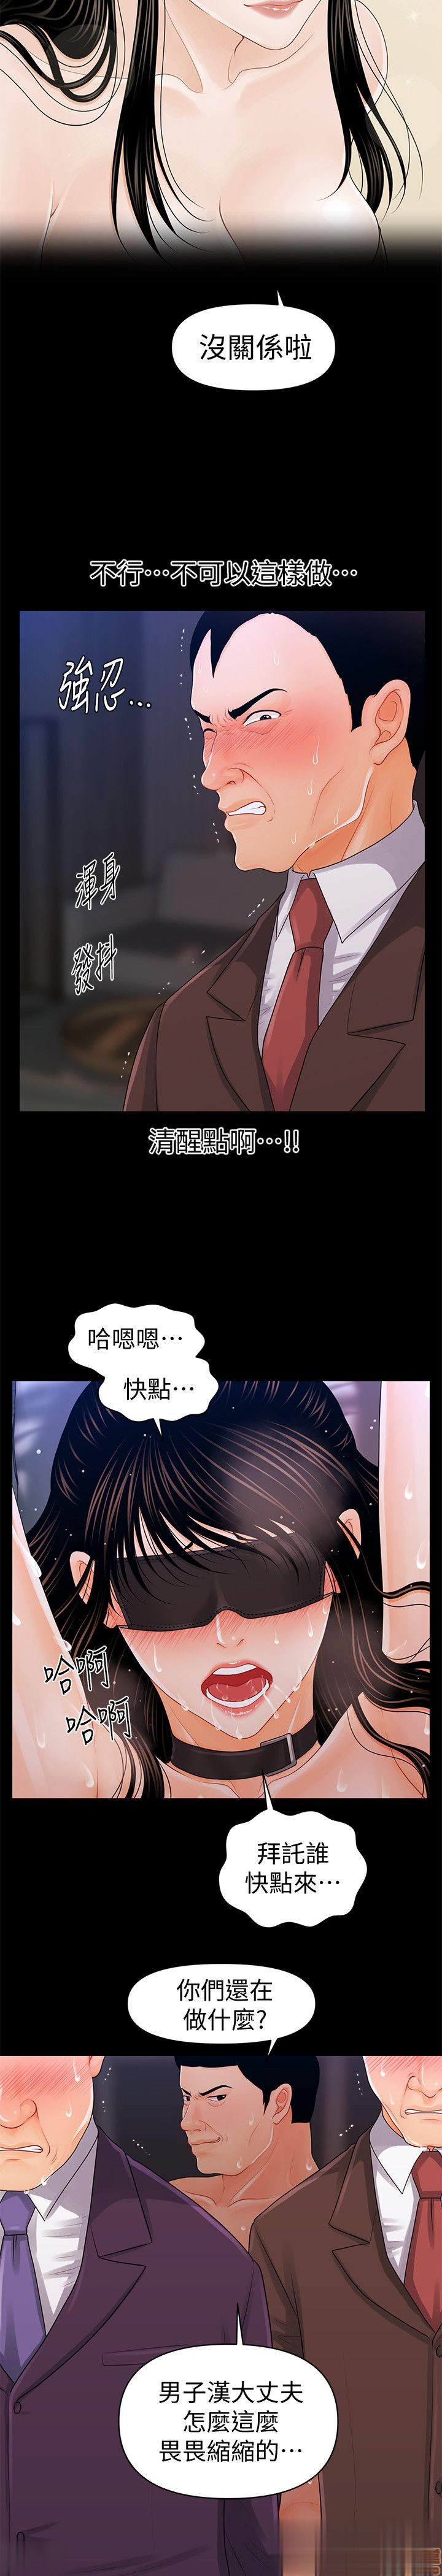 沒關係啦
不行…不可以這樣做…
強忍...
渾身
發抖
清醒點啊…!!
哈嗯嗯…
快點…
哈啊
哈啊
拜託誰
快點來…
你們還在
做什麼?
男子漢大丈夫
怎麼這麼
畏畏縮縮的…